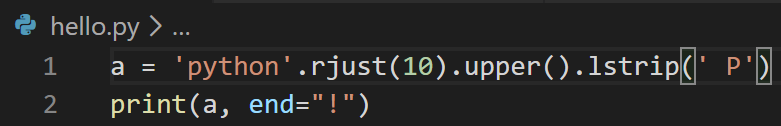 hello.py > ...
1 a = 'python'.rjust(10).upper().lstrip(' P')
2 print(a, end="!")